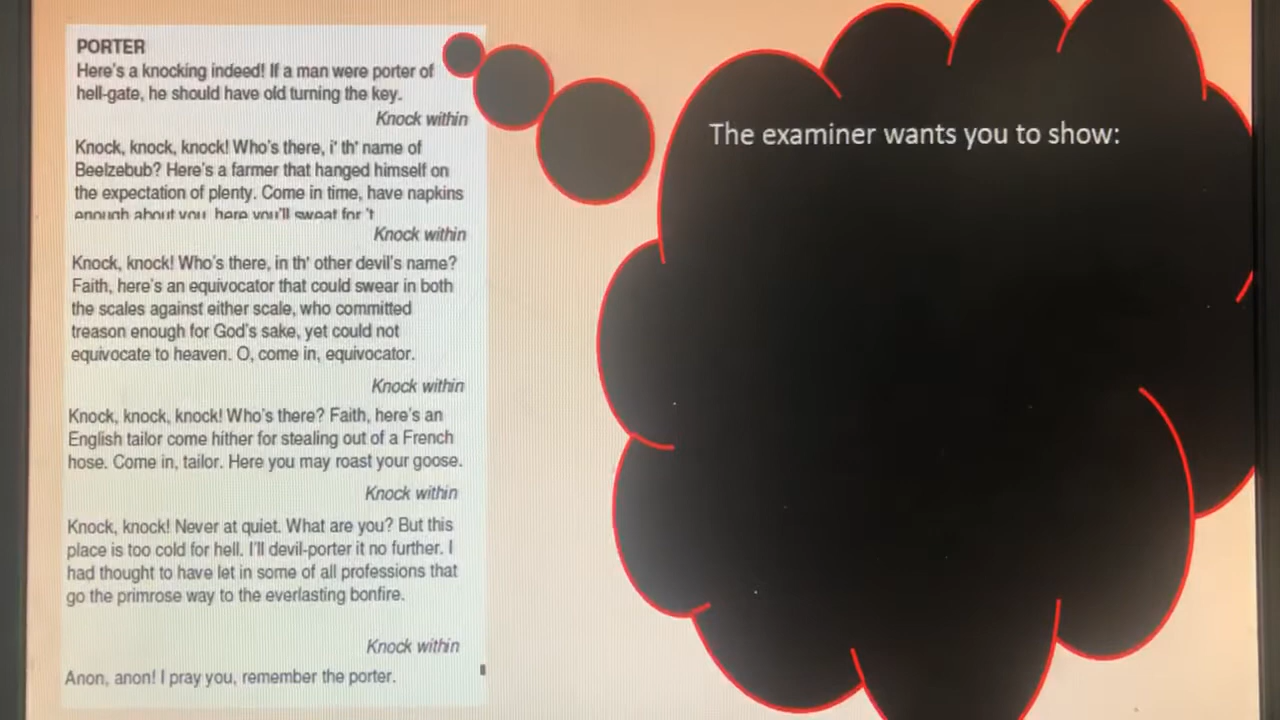 PORTER
Here's a knocking indeed! If a man were porter of
hell-gate, he should have old turning the key.
Knock within
Knock, knock, knock! Who's there, i' th' name of
Beelzebub? Here's a farmer that hanged himself on
the expectation of plenty. Come in time, have napkins
enough about you, here you'll sweat for 't
Knock within
Knock, knock! Who's there, in th' other devil's name?
Faith, here's an equivocator that could swear in both
the scales against either scale, who committed
treason enough for God's sake, yet could not
equivocate to heaven. O, come in, equivocator.
Knock within
Knock, knock, knock! Who's there? Faith, here's an
English tailor come hither for stealing out of a French
hose. Come in, tailor. Here you may roast your goose.
Knock within
Knock, knock! Never at quiet. What are you? But this
place is too cold for hell. I'll devil-porter it no further. I
had thought to have let in some of all professions that
go the primrose way to the everlasting bonfire.
Knock within
Anon, anon! I pray you, remember the porter.
The examiner wants you to show: